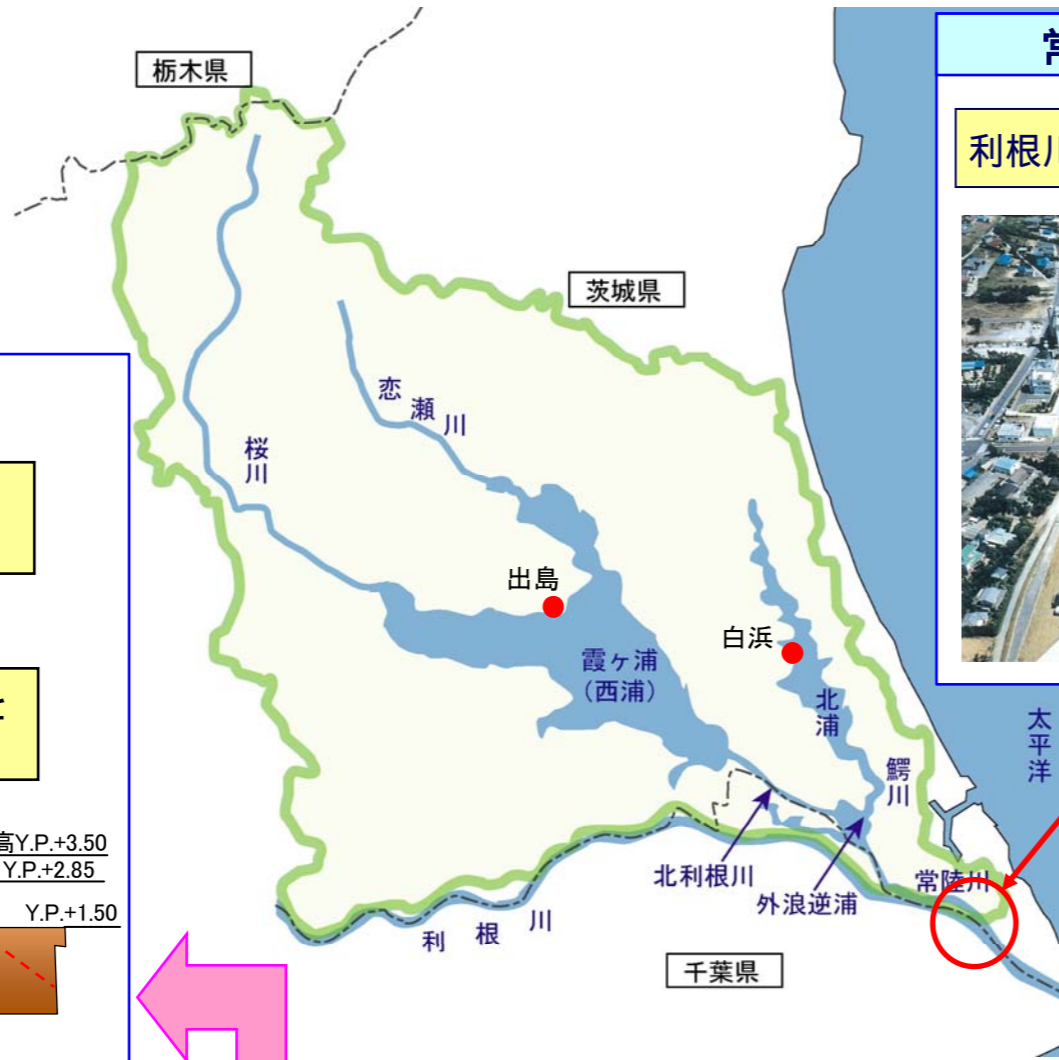 栃木県
常
利根川
茨城県
恋瀬川
桜川
出島
白浜
霞ヶ浦
（西浦）
北浦
太平洋
鰐川
高Y.P.+3.50
Y.P.+2.85
Y.P.+1.50
北利根川
外浪逆浦
常陸川
利根川
千葉県